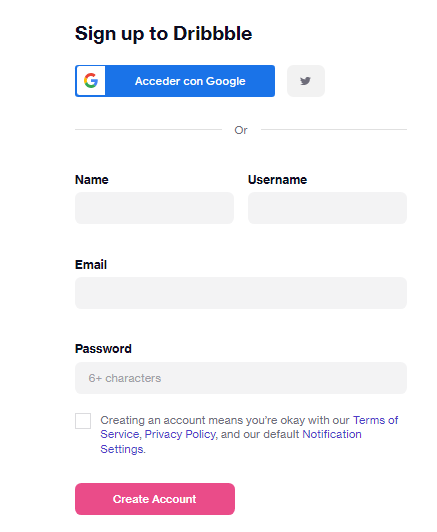 Sign up to Dribbble
Acceder con Google
Or
Name Username
Email
Password
6+ characters
Creating an account means you're okay with our Terms of
Service, Privacy Policy, and our default Notification
Settings.
Create Account